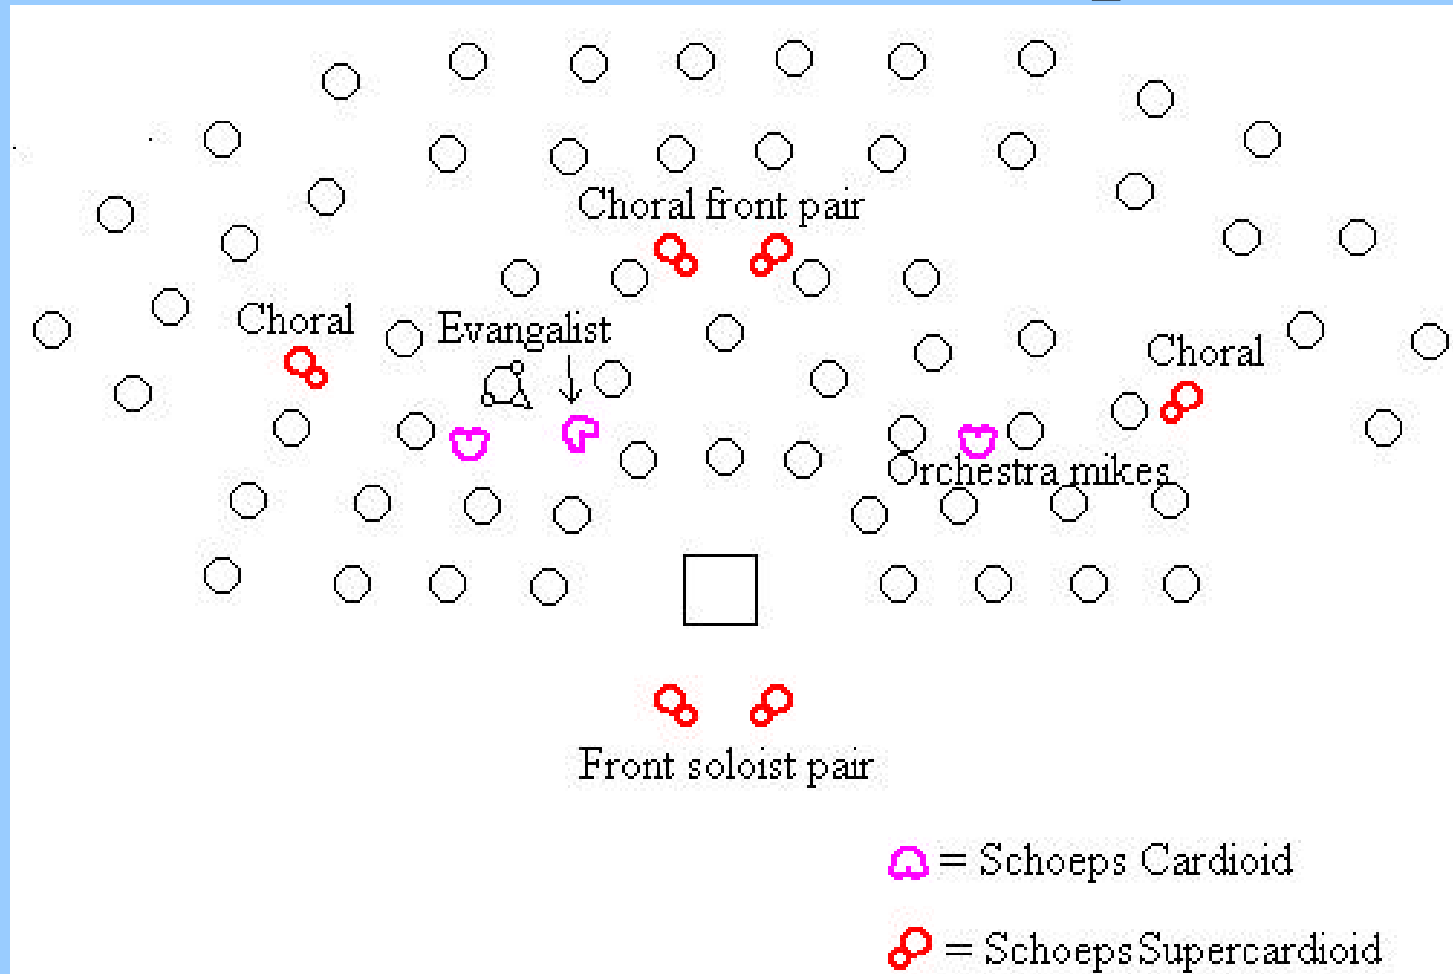 Choral front pair
Choral
Evangalist
Choral
Orchestra mikes
Front soloist pair
= Schoeps Cardioid
= Schoeps Supercardioid